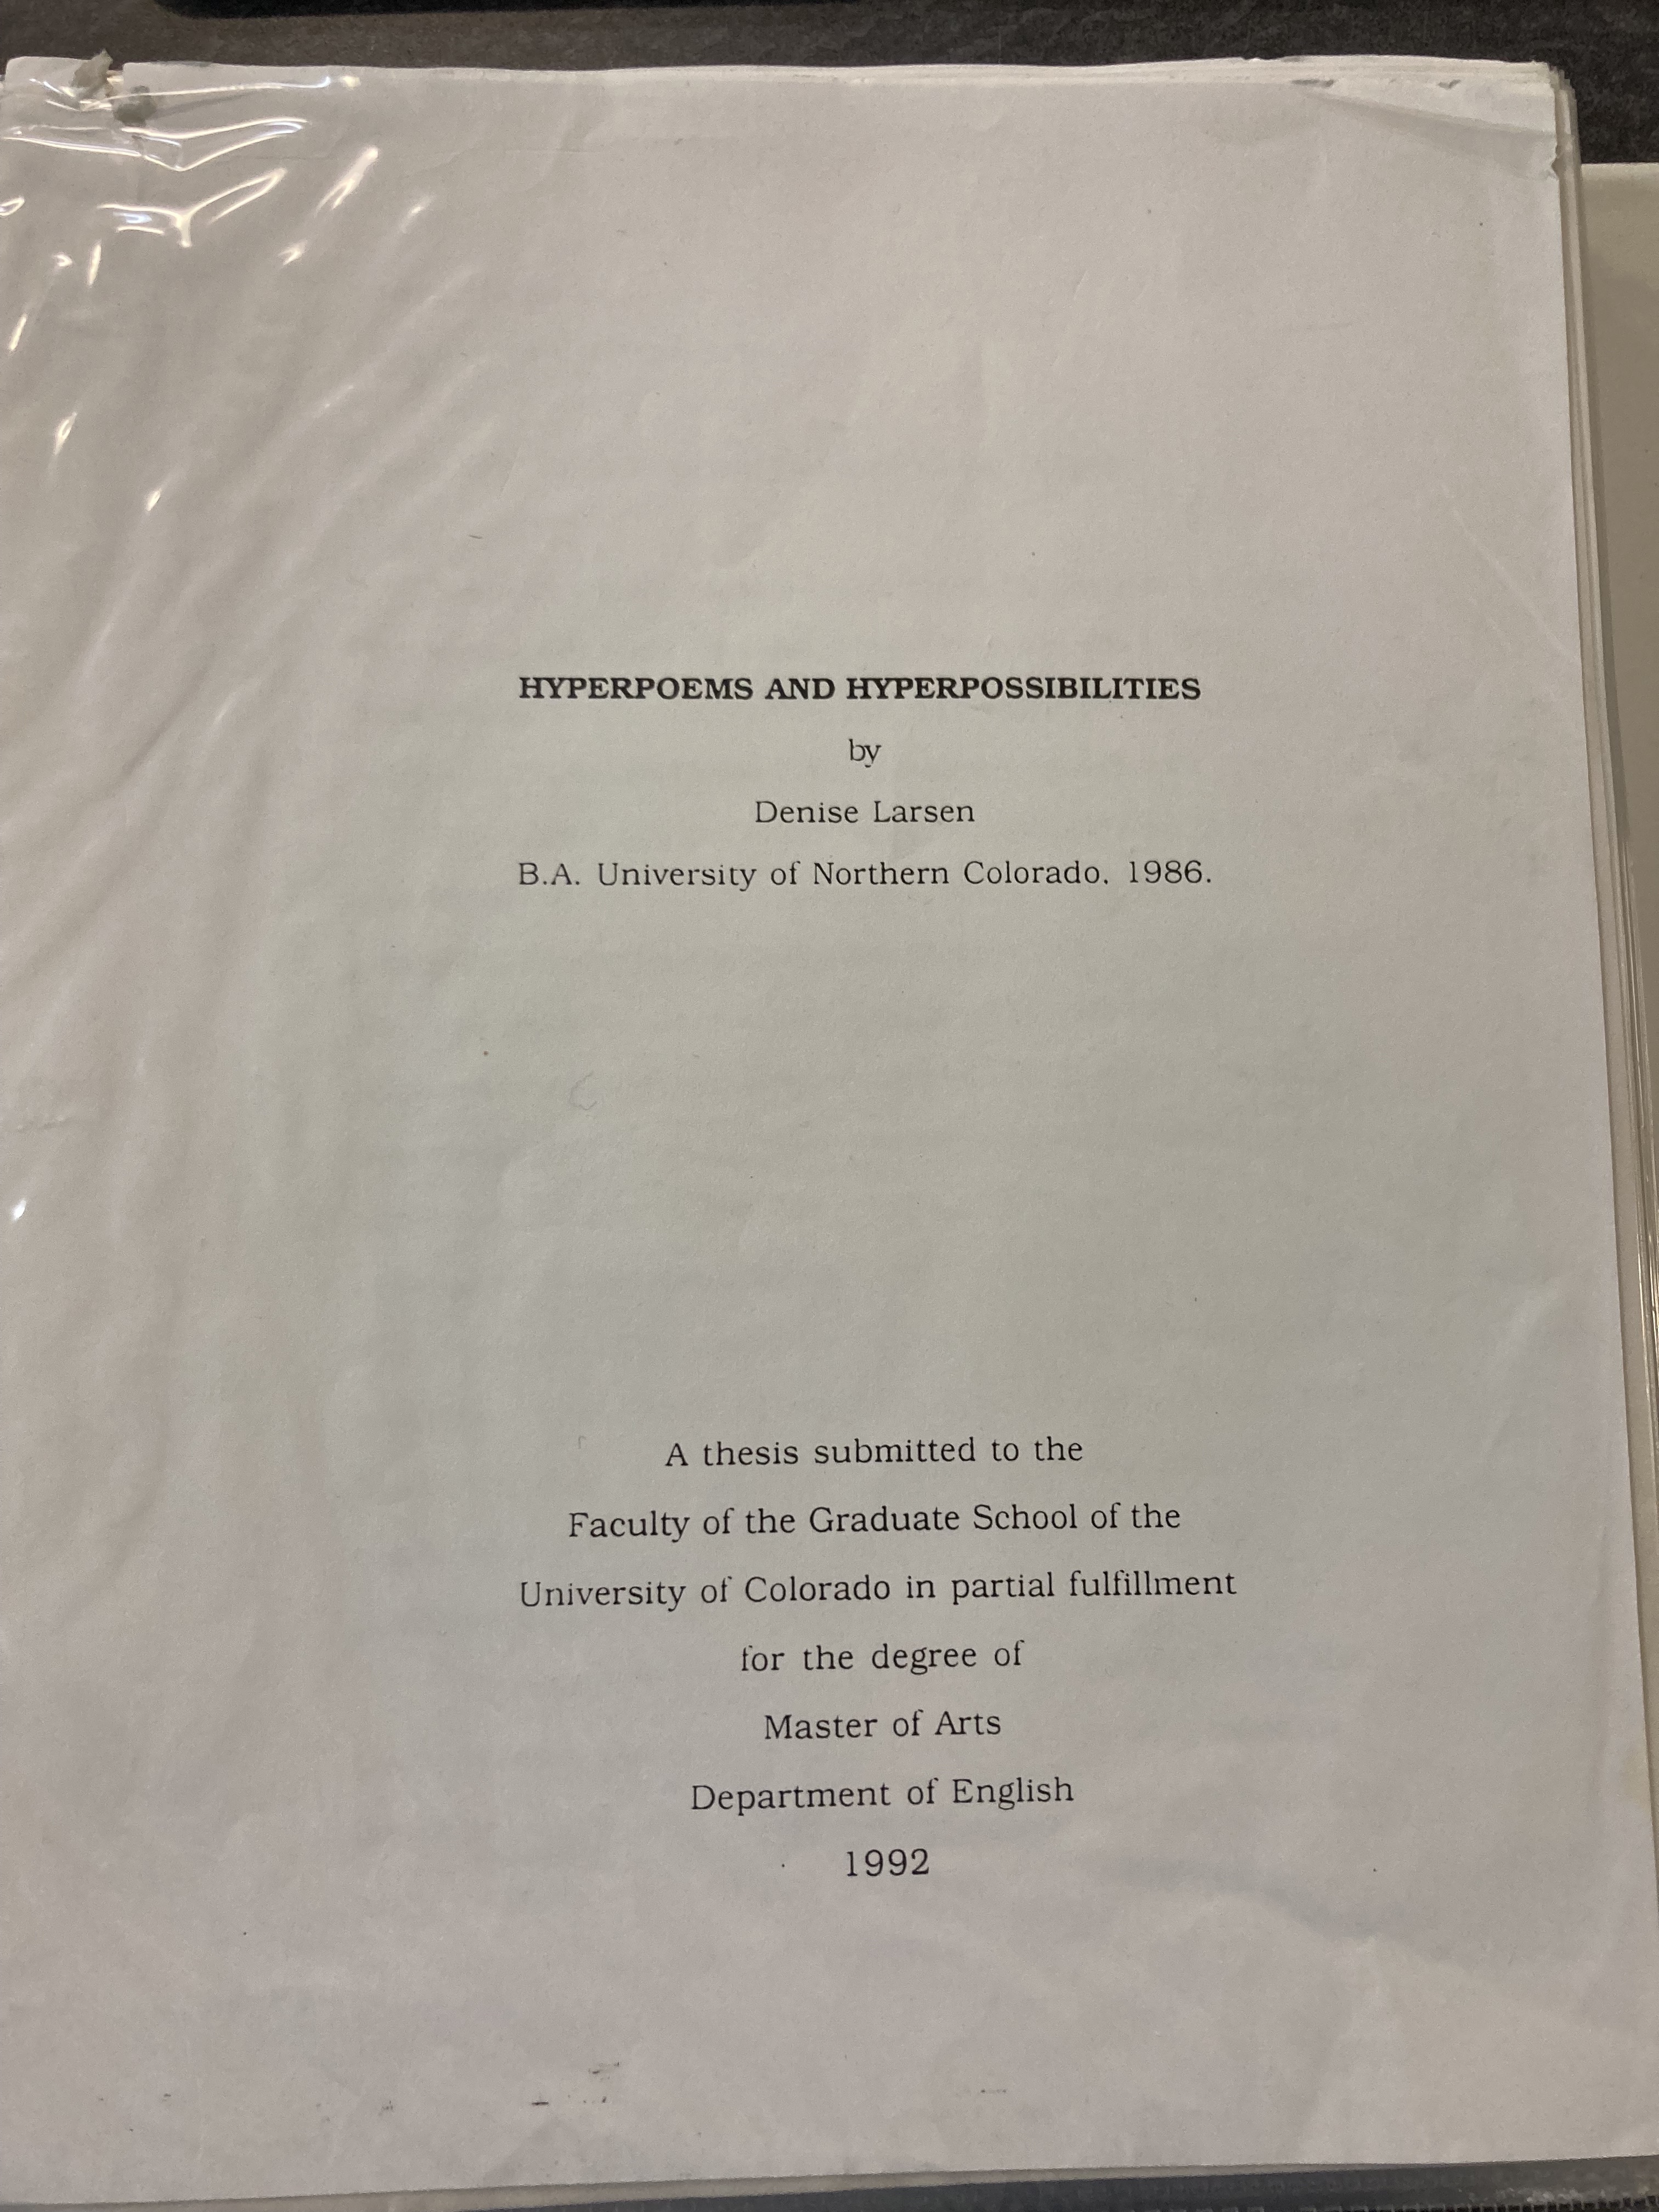 HYPERPOEMS AND HYPERPOSSIBILITIES
by
Denise Larsen
B.A. University of Northern Colorado, 1986.
A thesis submitted to the
Faculty of the Graduate School of the
University of Colorado in partial fulfillment
for the degree of
Master of Arts
Department of English
1992